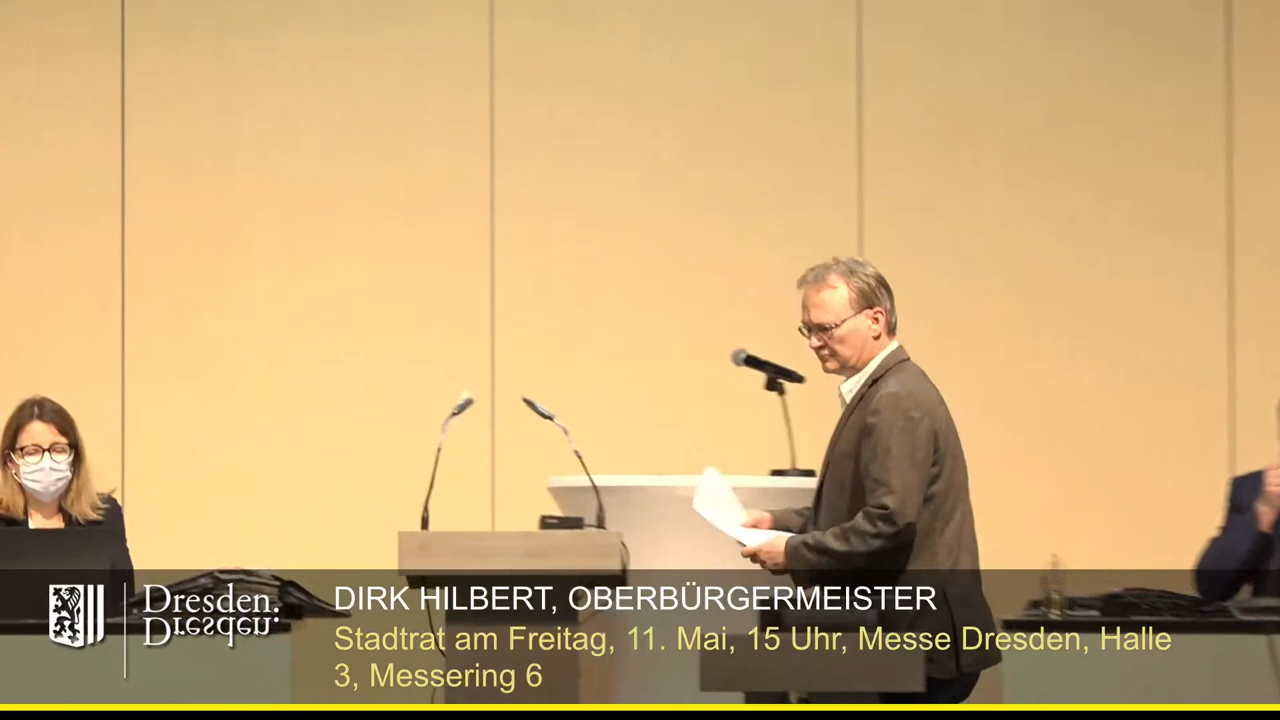 DIRK HILBERT, OBERBÜRGERMEISTER
Stadtrat am Freitag, 11. Mai, 15 Uhr, Messe Dresden, Halle
3, Messering 6
Dresden.
Dresden.